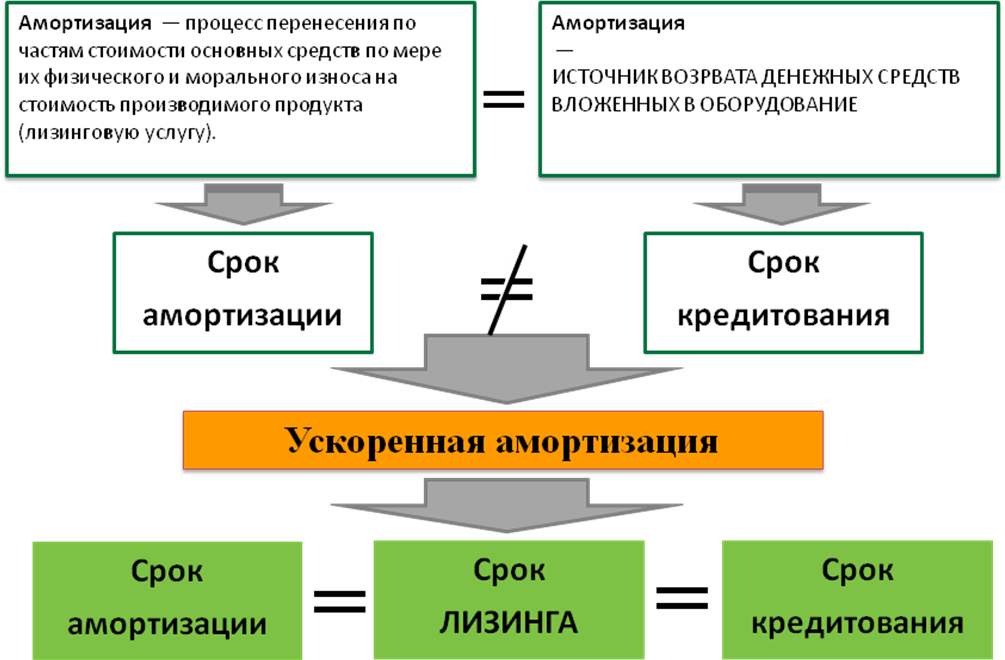 Амортизация — процесс перенесения по
частям стоимости основных средств по мере
их физического и морального износа на
стоимость производимого продукта
(лизинговую услугу).
=
Амортизация
—
ИСТОЧНИК ВОЗРВАТА ДЕНЕЖНЫХ СРЕДСТВ
ВЛОЖЕННЫХ В ОБОРУДОВАНИЕ
Срок
амортизации
≠
Срок
кредитования
Ускоренная амортизация
Срок
амортизации
=
Срок
ЛИЗИНГА
=
Срок
кредитования